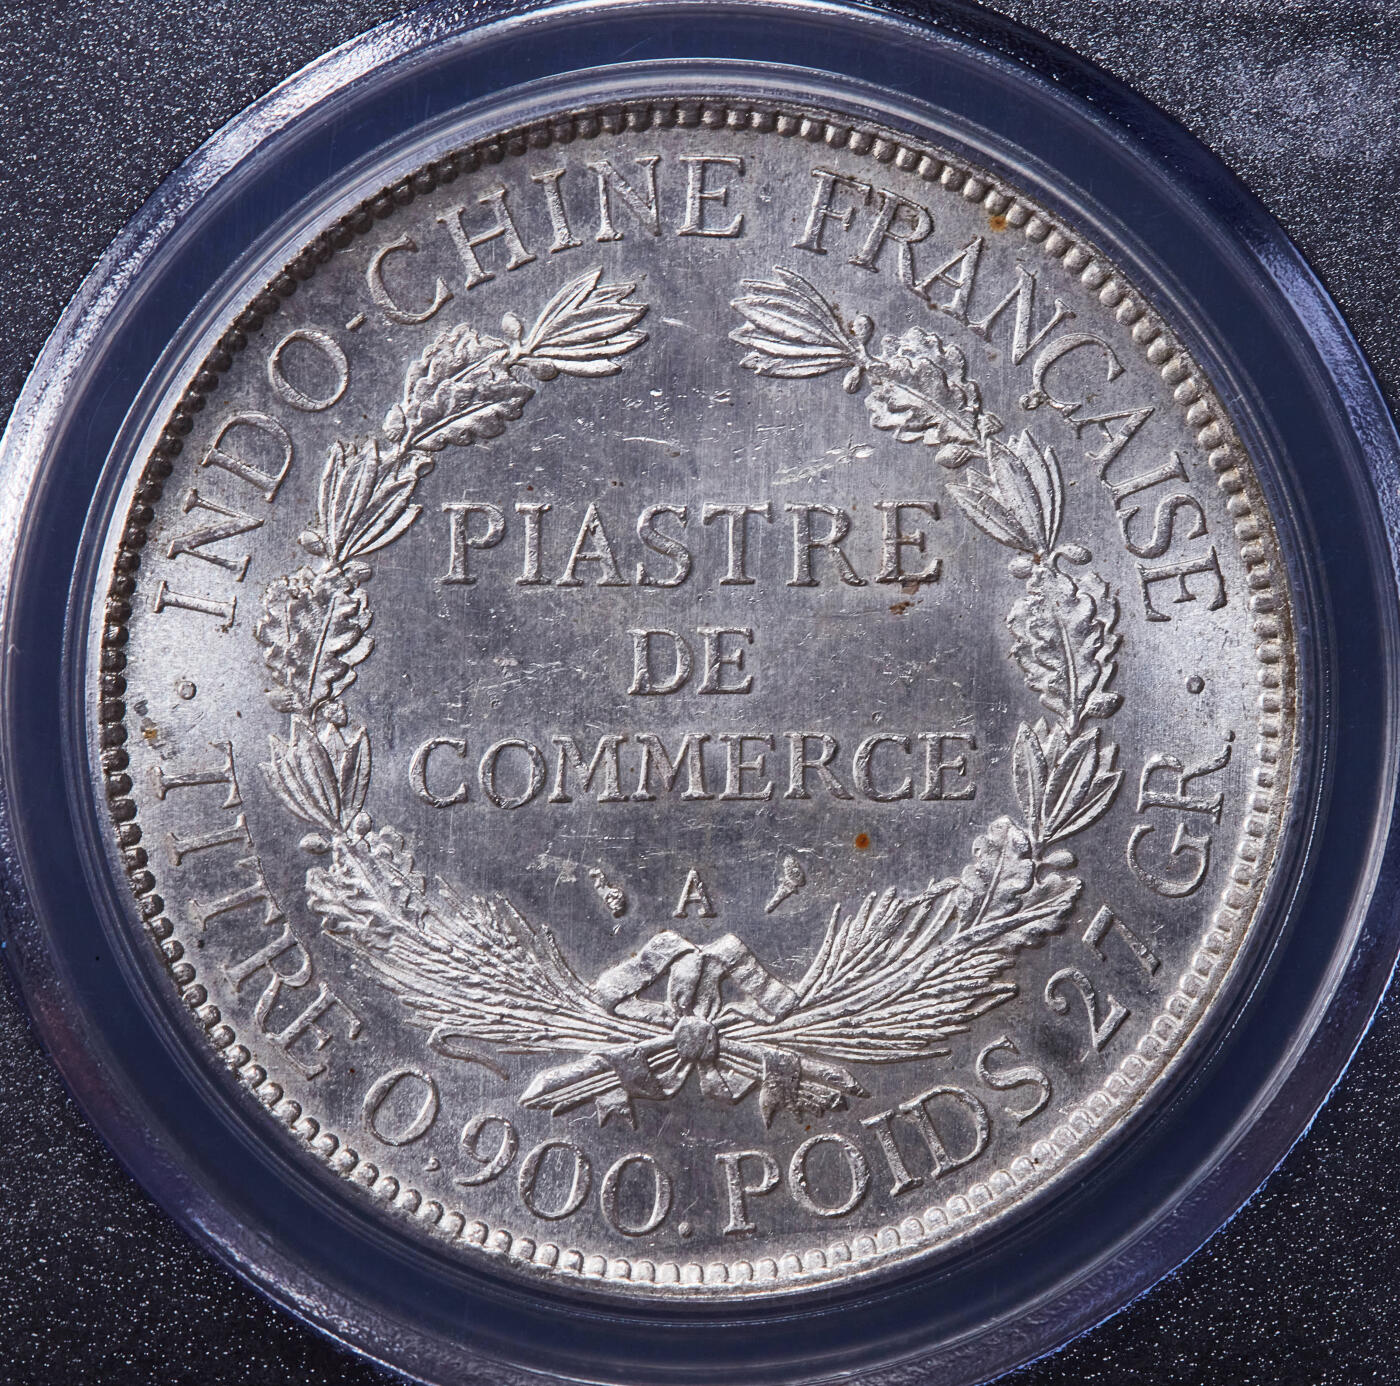 INDO-CHINE FRANÇAISE
PIASTRE
DE
COMMERCE
A
· TITRE 0,900. POIDS 27 GR. ·